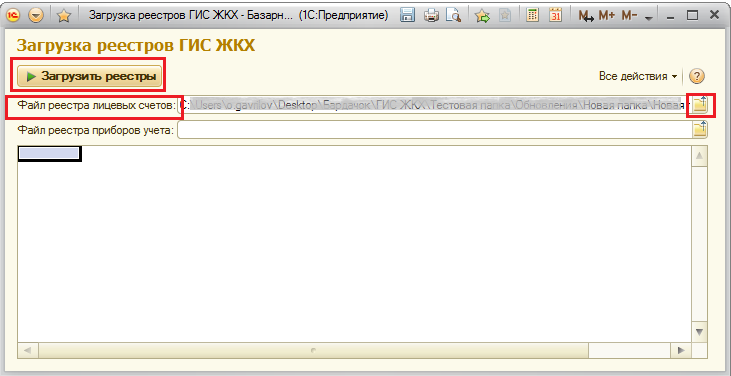 Загрузка реестров ГИС ЖКХ - Базарн... (1С:Предприятие) M M+ M-
Загрузка реестров ГИС ЖКХ
Загрузить реестры
Все действия
Файл реестра лицевых счетов: C:\Users\o.gavrilov\Desktop\Бардачок\ГИС ЖКХ\Тестовая папка\Обновления\Новая папка\Новая
Файл реестра приборов учета: